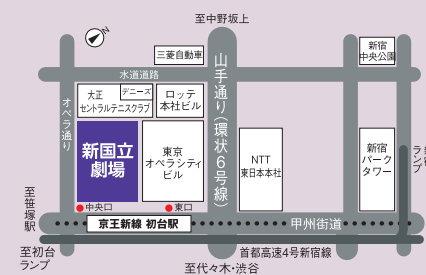 至中野坂上
N
三菱自動車
新宿
中央公園
水道道路
山手通り(環状6号線)
デニーズ
大正
セントラルテニスクラブ
ロッテ
本社ビル
オペラ通り
新国立
劇場
東京
オペラシティ
ビル
NTT
東日本本社
新宿
パーク
タワー
至笹塚駅
中央口
東口
京王新線 初台駅
甲州街道
至初台
ランプ
首都高速4号新宿線
至代々木・渋谷
ランプ